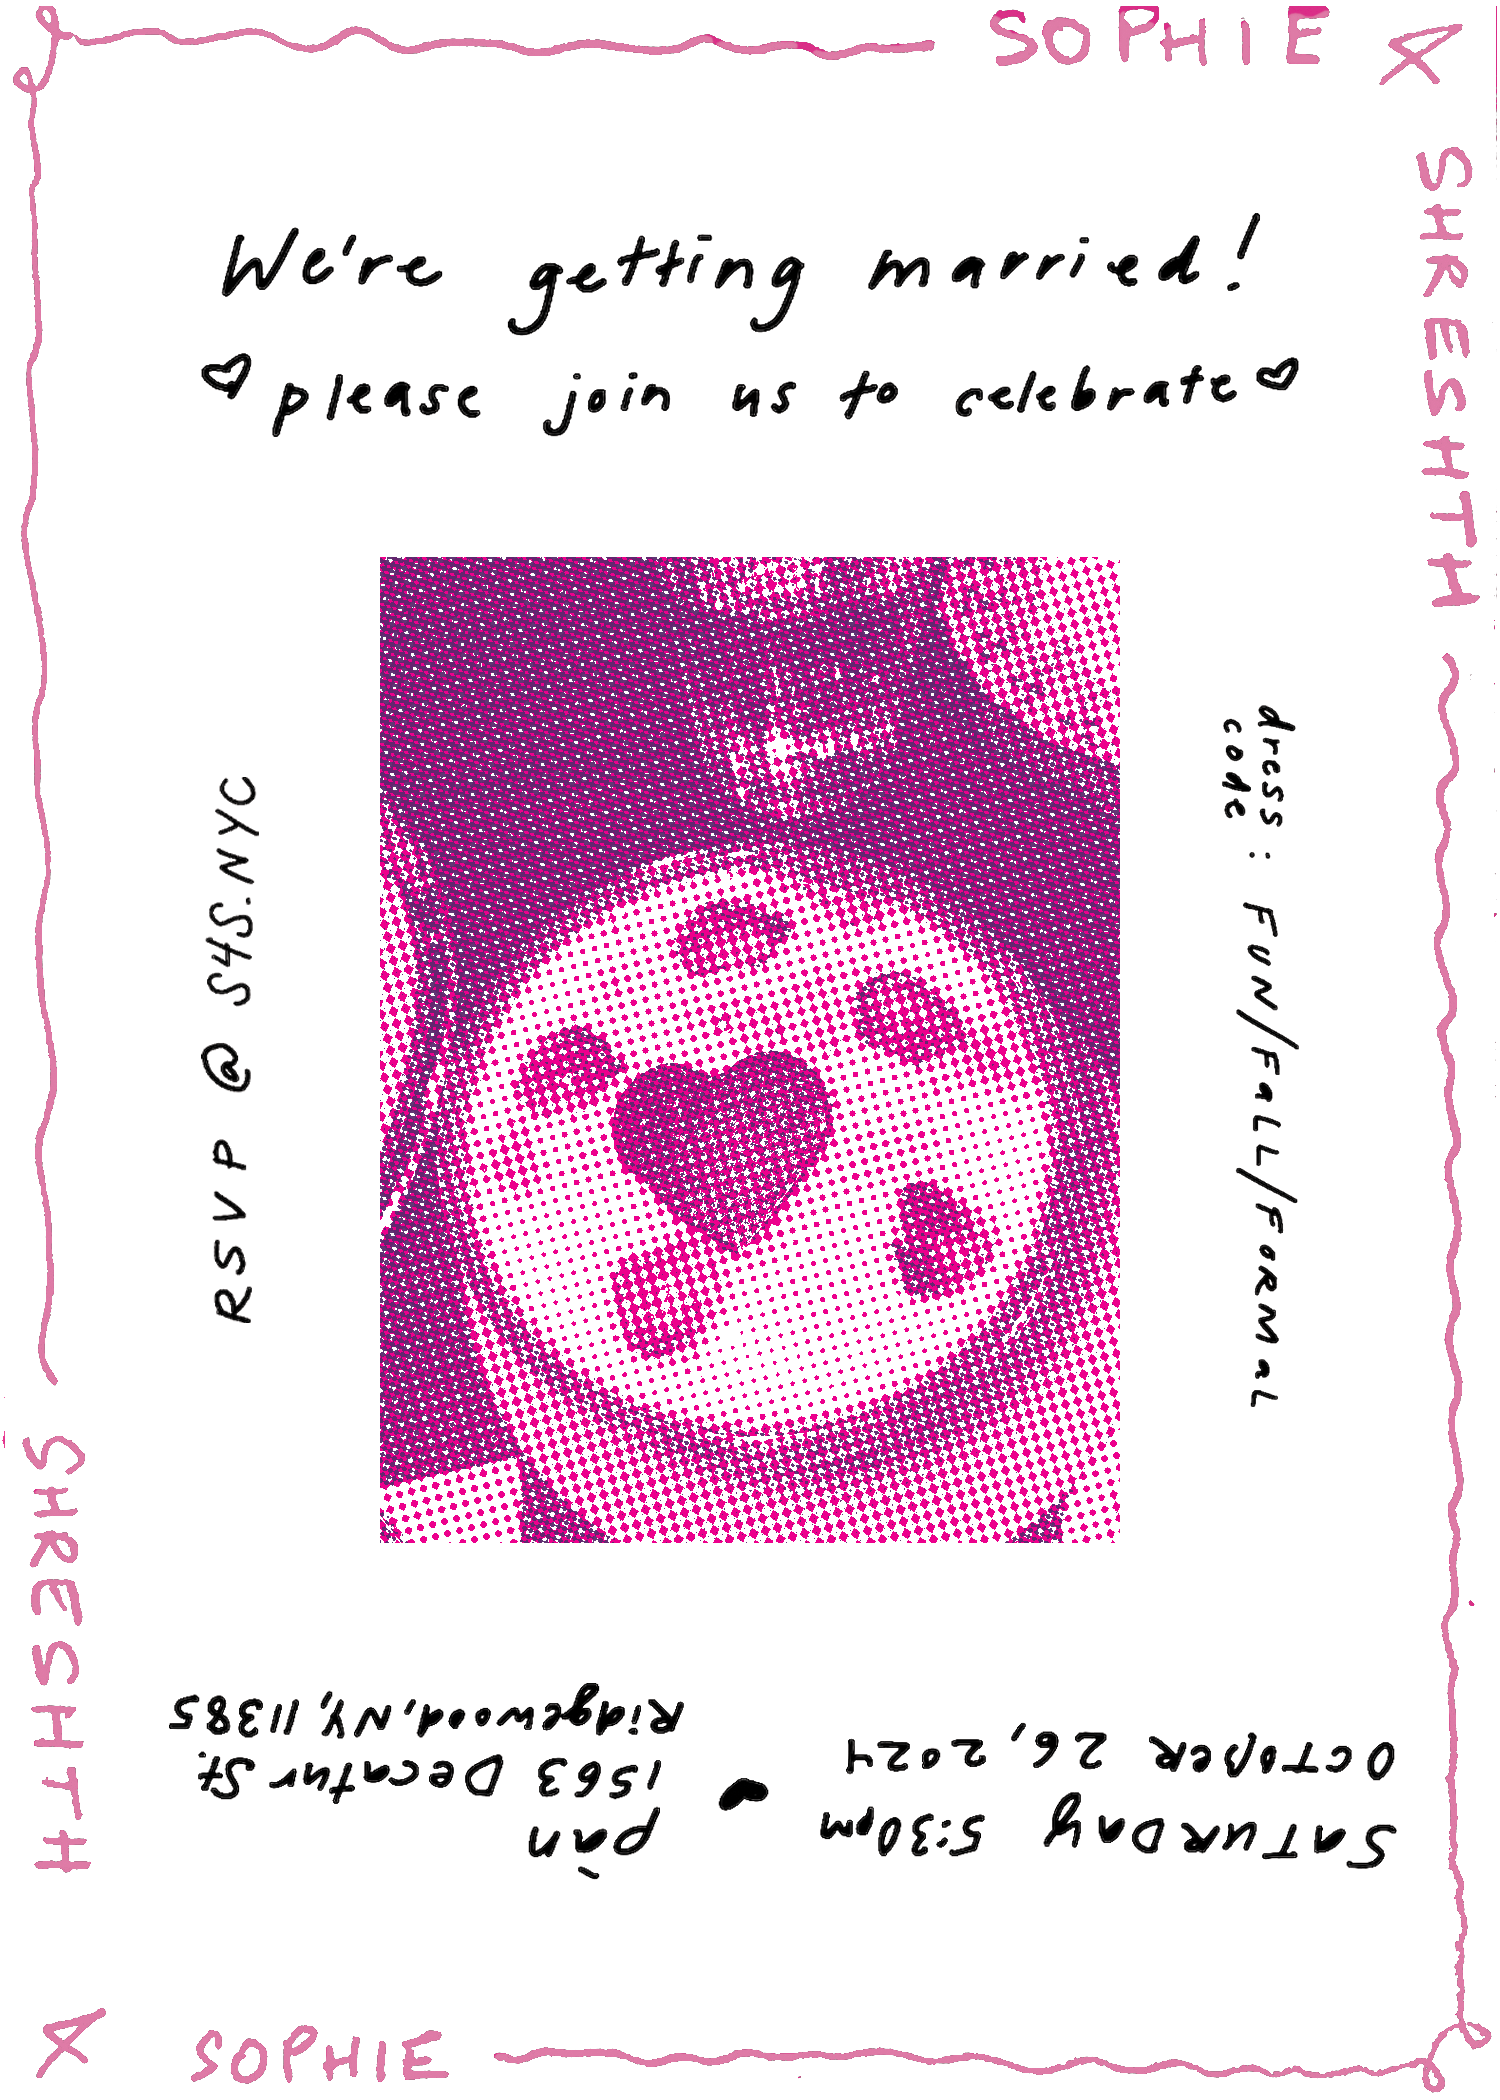 SOPHIE &
SHRESHTH
We're getting married!
♡ please join us to celebrate ♡
dress code: FUN/FALL/FORMAL
SATURDAY 5:30pm
OCTOBER 26, 2024
pàn
1563 Decatur St.
Ridgewood, NY, 11385
RSVP @ S4S.NYC
SHRESHTH
& SOPHIE